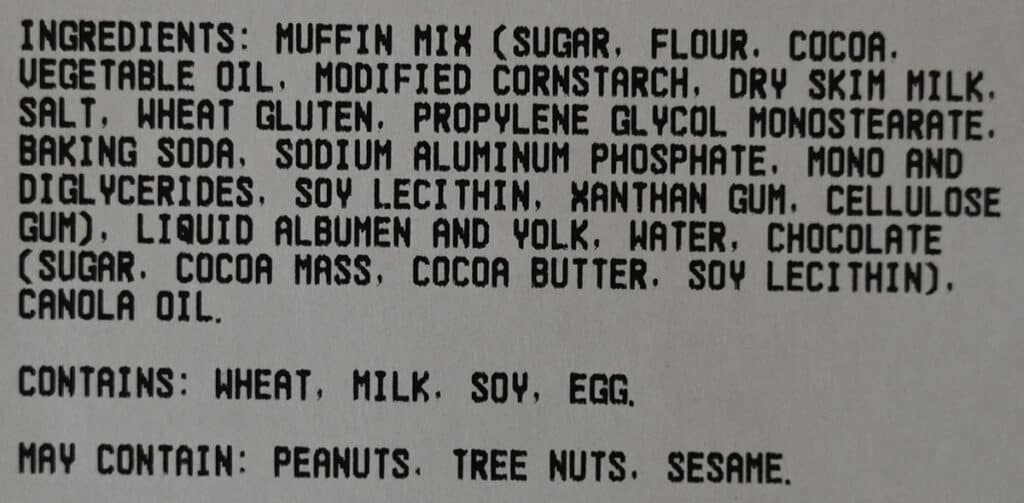 INGREDIENTS: MUFFIN MIX (SUGAR, FLOUR, COCOA,
VEGETABLE OIL, MODIFIED CORNSTARCH, DRY SKIM MILK,
SALT, WHEAT GLUTEN, PROPYLENE GLYCOL MONOSTEARATE,
BAKING SODA, SODIUM ALUMINUM PHOSPHATE, MONO AND
DIGLYCERIDES, SOY LECITHIN, XANTHAN GUM, CELLULOSE
GUM), LIQUID ALBUMEN AND YOLK, WATER, CHOCOLATE
(SUGAR, COCOA MASS, COCOA BUTTER, SOY LECITHIN),
CANOLA OIL.
CONTAINS: WHEAT, MILK, SOY, EGG.
MAY CONTAIN: PEANUTS, TREE NUTS, SESAME.